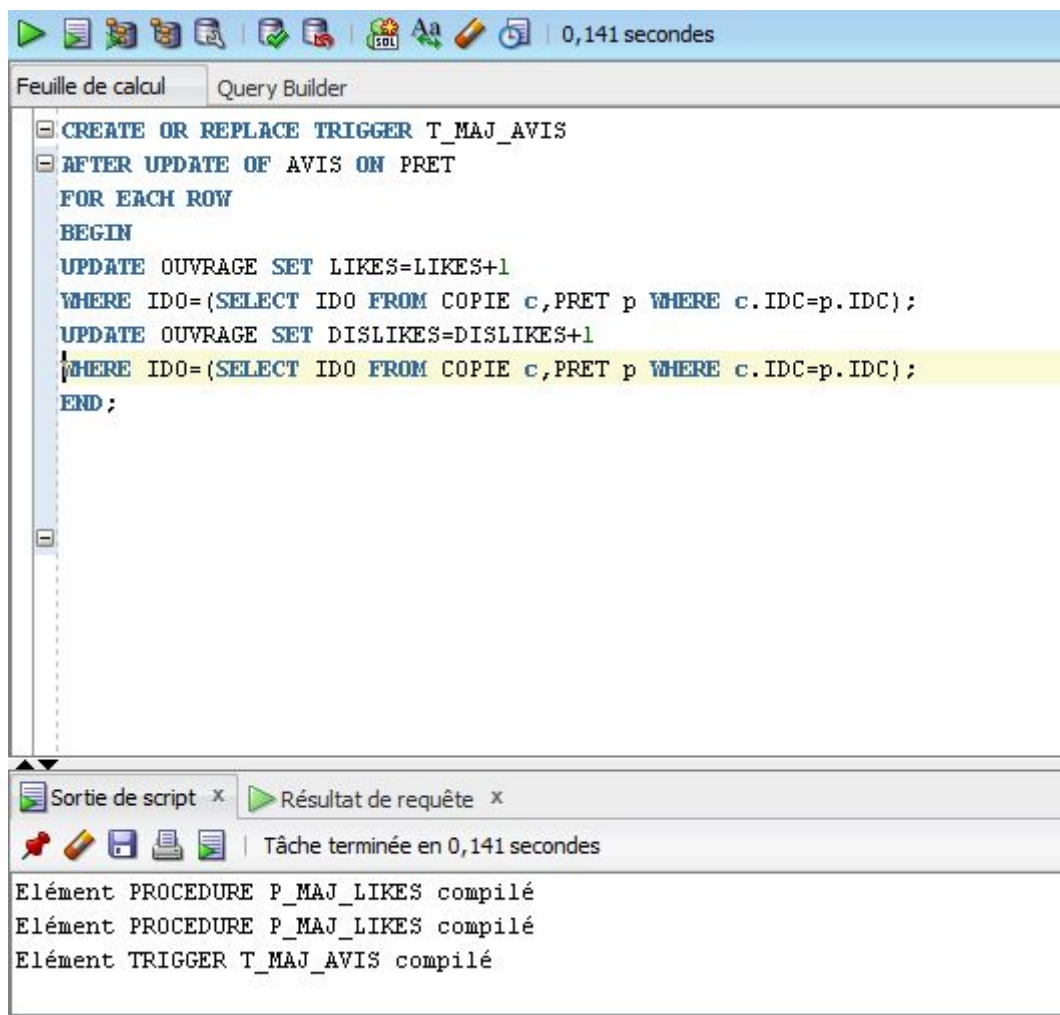 0,141 secondes
Feuille de calcul Query Builder
CREATE OR REPLACE TRIGGER T_MAJ_AVIS
AFTER UPDATE OF AVIS ON PRET
FOR EACH ROW
BEGIN
UPDATE OUVRAGE SET LIKES=LIKES+1
WHERE IDO=(SELECT IDO FROM COPIE c,PRET p WHERE c.IDC=p.IDC);
UPDATE OUVRAGE SET DISLIKES=DISLIKES+1
WHERE IDO=(SELECT IDO FROM COPIE c,PRET p WHERE c.IDC=p.IDC);
END;
Sortie de script x Résultat de requête x
Tâche terminée en 0,141 secondes
Elément PROCEDURE P_MAJ_LIKES compilé
Elément PROCEDURE P_MAJ_LIKES compilé
Elément TRIGGER T_MAJ_AVIS compilé